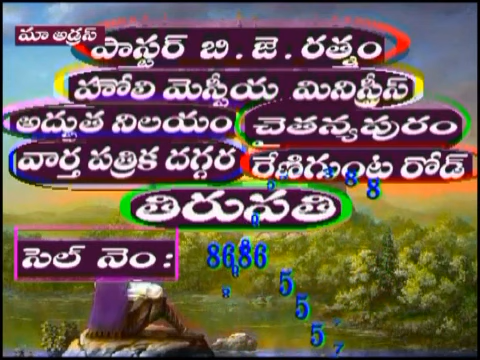 మా అడ్రస్
పాస్టర్ బి.జె.రత్నం
హోలి మెస్సీయ మినిస్ట్రీస్
అద్భుత నిలయం చైతన్యపురం
వార్త పత్రిక దగ్గర రేణిగుంట రోడ్
తిరుపతి
సెల్ నెం: